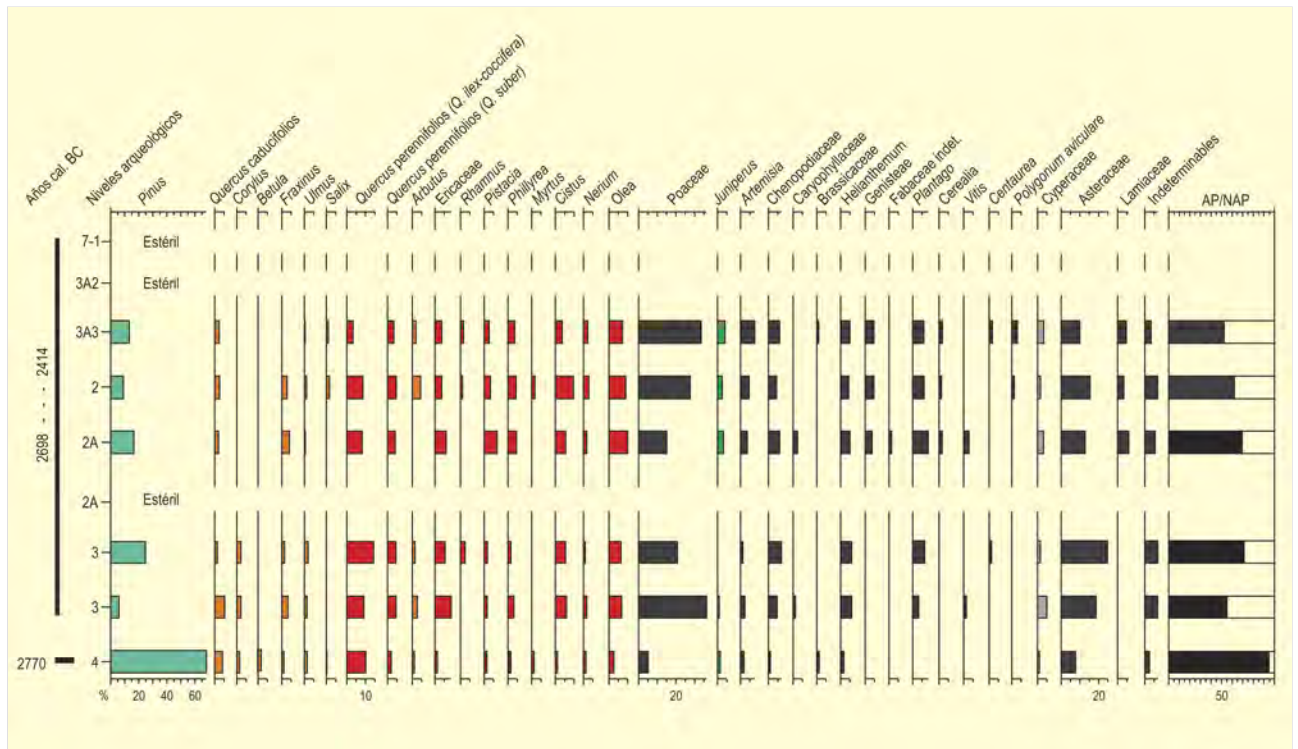 Años cal. BC
Niveles arqueológicos
Pinus
Quercus caducifolios
Corylus
Betula
Fraxinus
Ulmus
Salix
Quercus perennifolios (Q. ilex-coccifera)
Quercus perennifolios (Q. suber)
Arbutus
Ericaceae
Rhamnus
Pistacia
Philyrea
Myrtus
Cistus
Nerium
Olea
Poaceae
Juniperus
Artemisia
Chenopodiaceae
Caryophyllaceae
Brassicaceae
Helianthemum
Genisteae
Fabaceae indet.
Plantago
Cerealia
Vitis
Centaurea
Polygonum aviculare
Cyperaceae
Asteraceae
Lamiaceae
Indeterminables
AP/NAP
7-1 Estéril
3A2 Estéril
3A3
2
2A
2A Estéril
3
3
4
2698 - - - 2414
2770
% 20 40 60 10 20 20 50